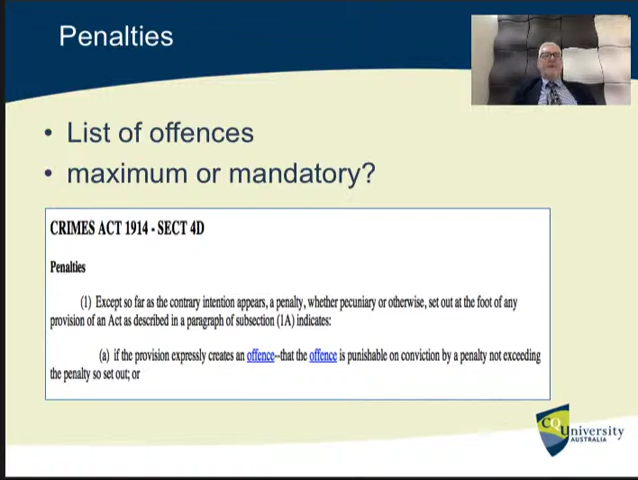 Penalties
• List of offences
• maximum or mandatory?
CRIMES ACT 1914 - SECT 4D
Penalties
(1) Except so far as the contrary intention appears, a penalty, whether pecuniary or otherwise, set out at the foot of any
provision of an Act as described in a paragraph of subsection (1A) indicates:
(a) if the provision expressly creates an offence--that the offence is punishable on conviction by a penalty not exceeding
the penalty so set out; or
CQUniversity
AUSTRALIA